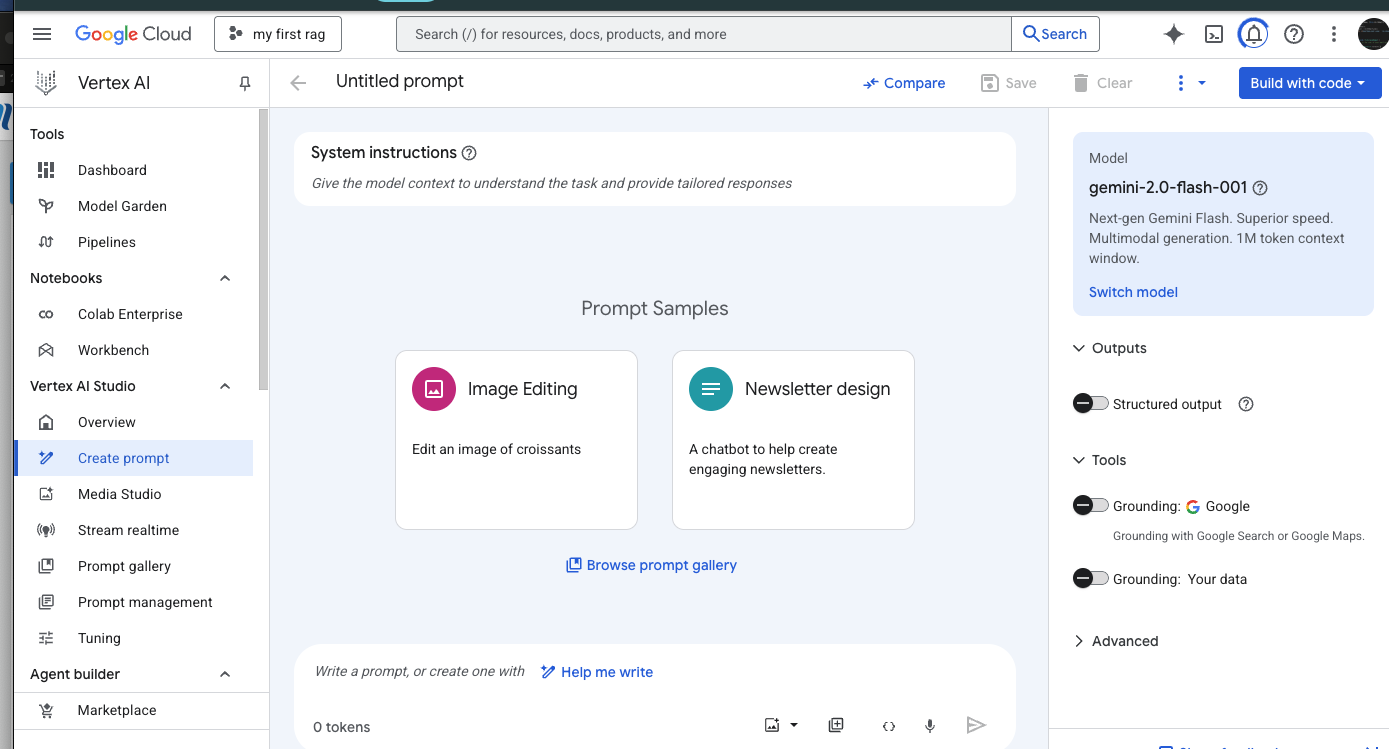 Google Cloud
my first rag
Search (/) for resources, docs, products, and more
Search
Vertex AI
Untitled prompt
Compare
Save
Clear
Build with code
Tools
Dashboard
Model Garden
Pipelines
Notebooks
Colab Enterprise
Workbench
Vertex AI Studio
Overview
Create prompt
Media Studio
Stream realtime
Prompt gallery
Prompt management
Tuning
Agent builder
Marketplace
System instructions
Give the model context to understand the task and provide tailored responses
Prompt Samples
Image Editing
Edit an image of croissants
Newsletter design
A chatbot to help create
engaging newsletters.
Browse prompt gallery
Write a prompt, or create one with
Help me write
0 tokens
Model
gemini-2.0-flash-001
Next-gen Gemini Flash. Superior speed.
Multimodal generation. 1M token context
window.
Switch model
Outputs
Structured output
Tools
Grounding: Google
Grounding with Google Search or Google Maps.
Grounding: Your data
Advanced